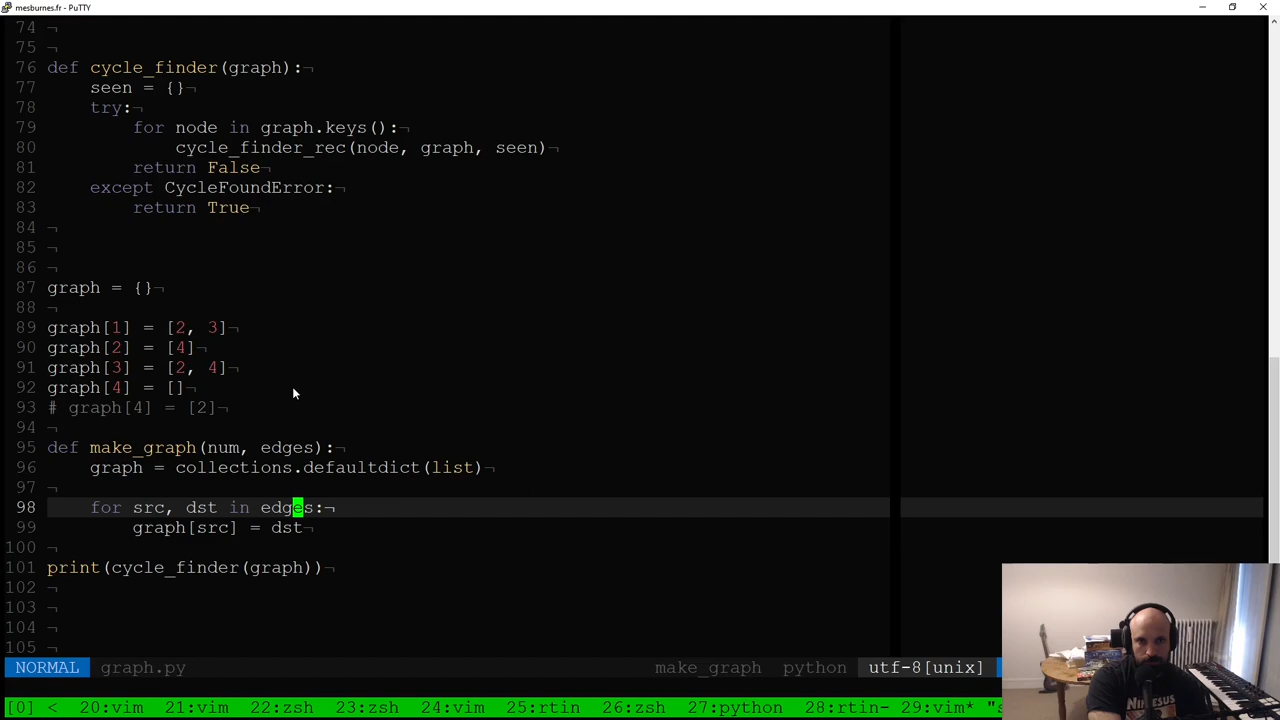 mesburnes.fr - PuTTY
74 ¬
75 ¬
76 def cycle_finder(graph):¬
77 seen = {}¬
78 try:¬
79 for node in graph.keys():¬
80 cycle_finder_rec(node, graph, seen)¬
81 return False¬
82 except CycleFoundError:¬
83 return True¬
84 ¬
85 ¬
86 ¬
87 graph = {}¬
88 ¬
89 graph[1] = [2, 3]¬
90 graph[2] = [4]¬
91 graph[3] = [2, 4]¬
92 graph[4] = []¬
93 # graph[4] = [2]¬
94 ¬
95 def make_graph(num, edges):¬
96 graph = collections.defaultdict(list)¬
97 ¬
98 for src, dst in edges:¬
99 graph[src] = dst¬
100 ¬
101 print(cycle_finder(graph))¬
102 ¬
103 ¬
104 ¬
105 ¬
NORMAL graph.py make_graph python utf-8[unix]
[0] < 20:vim 21:vim 22:zsh 23:zsh 24:vim 25:rtin 26:zsh 27:python 28:rtin- 29:vim* "s